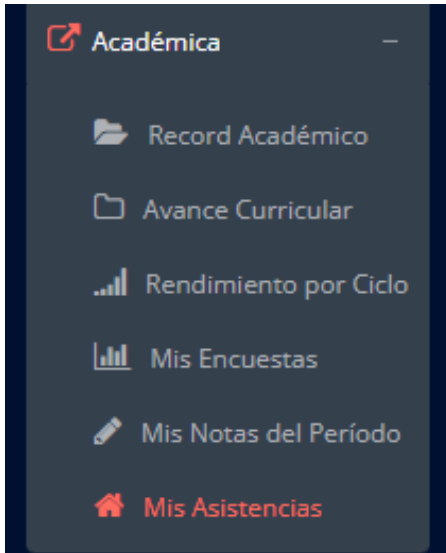 Académica
Record Académico
Avance Curricular
Rendimiento por Ciclo
Mis Encuestas
Mis Notas del Período
Mis Asistencias